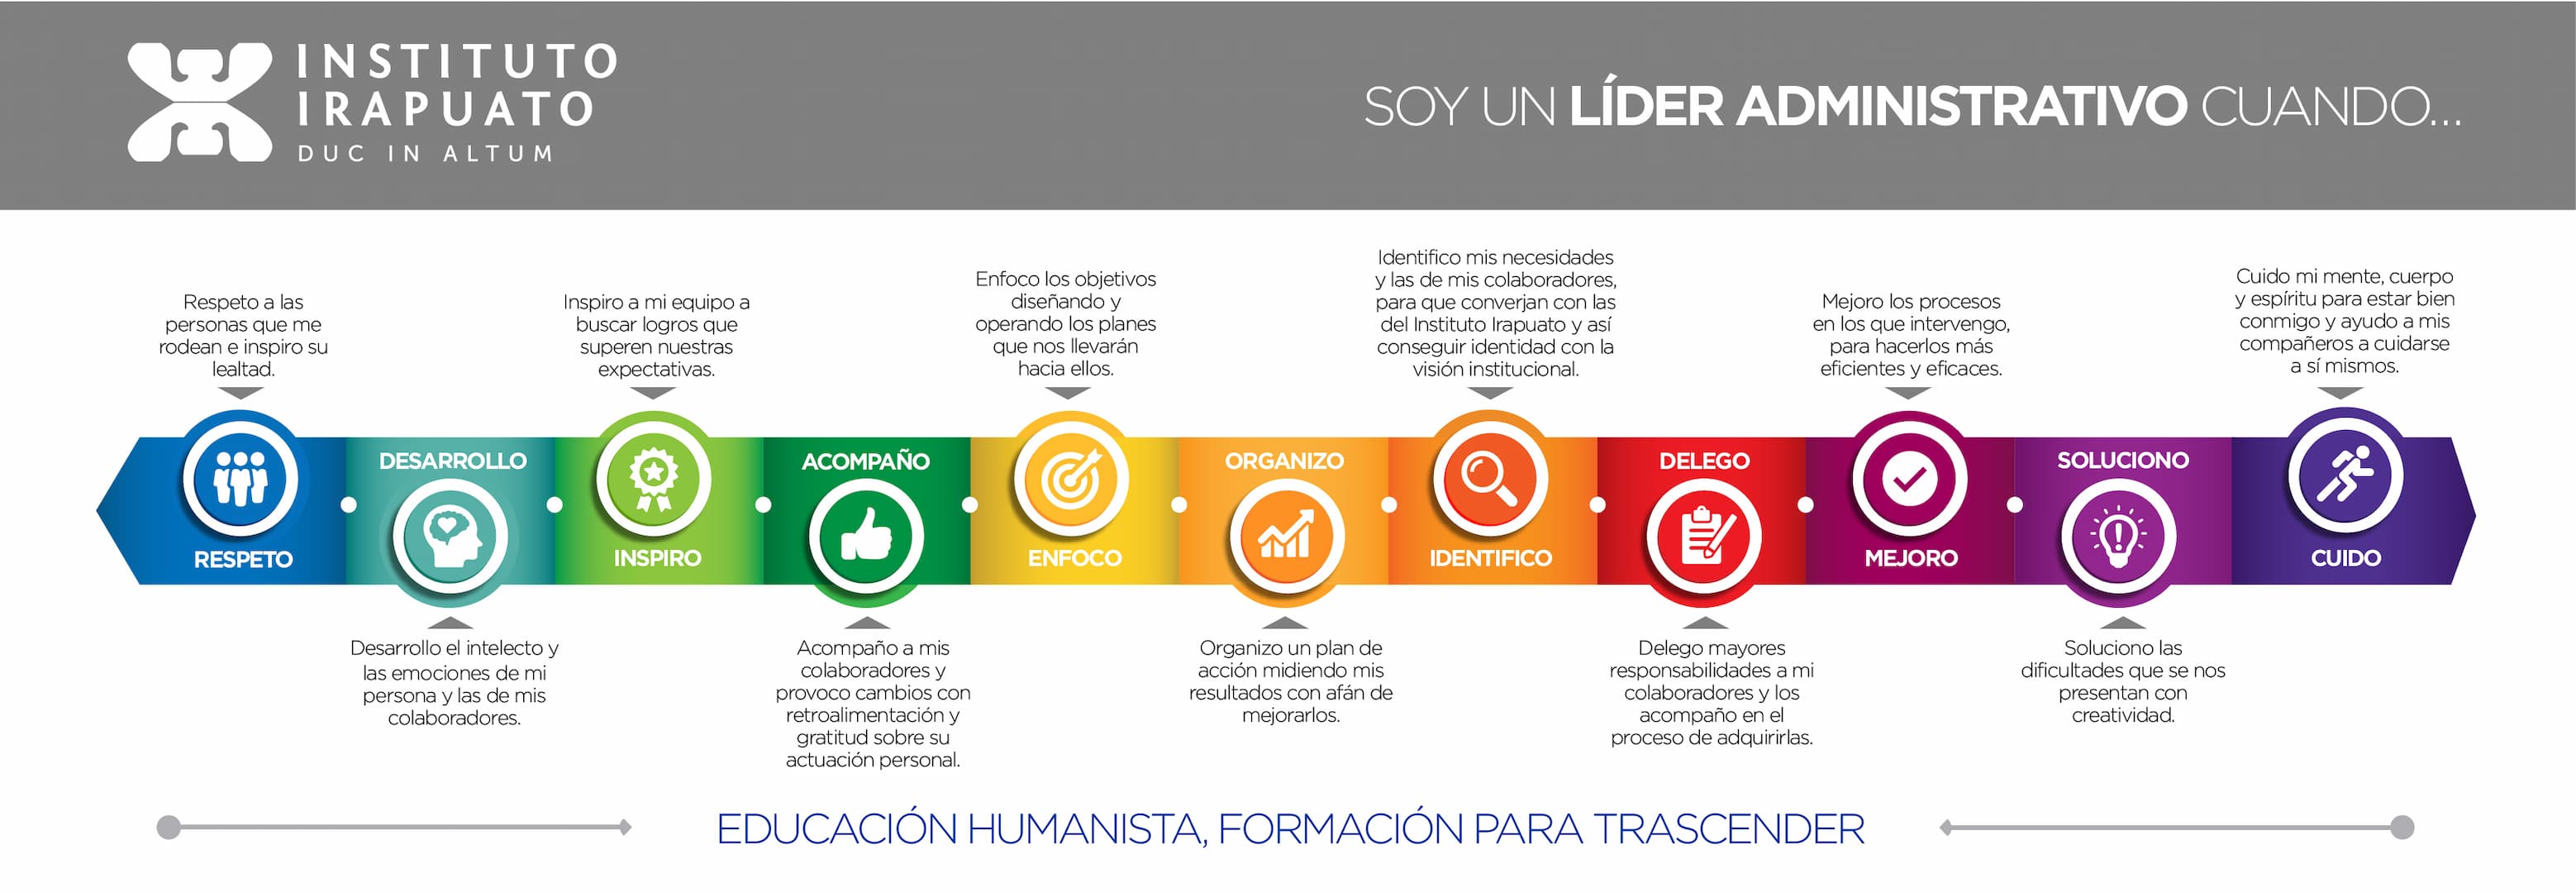 INSTITUTO
IRAPUATO
DUC IN ALTUM
SOY UN LÍDER ADMINISTRATIVO CUANDO...
Respeto a las
personas que me
rodean e inspiro su
lealtad.
RESPETO
DESARROLLO
Desarrollo el intelecto y
las emociones de mi
persona y las de mis
colaboradores.
Inspiro a mi equipo a
buscar logros que
superen nuestras
expectativas.
INSPIRO
ACOMPAÑO
Acompaño a mis
colaboradores y
provoco cambios con
retroalimentación y
gratitud sobre su
actuación personal.
Enfoco los objetivos
diseñando y
operando los planes
que nos llevarán
hacia ellos.
ENFOCO
ORGANIZO
Organizo un plan de
acción midiendo mis
resultados con afán de
mejorarlos.
Identifico mis necesidades
y las de mis colaboradores,
para que converjan con las
del Instituto Irapuato y así
conseguir identidad con la
visión institucional.
IDENTIFICO
DELEGO
Delego mayores
responsabilidades a mi
colaboradores y los
acompaño en el
proceso de adquirirlas.
Mejoro los procesos
en los que intervengo,
para hacerlos más
eficientes y eficaces.
MEJORO
SOLUCIONO
Soluciono las
dificultades que se nos
presentan con
creatividad.
Cuido mi mente, cuerpo
y espíritu para estar bien
conmigo y ayudo a mis
compañeros a cuidarse
a sí mismos.
CUIDO
EDUCACIÓN HUMANISTA, FORMACIÓN PARA TRASCENDER